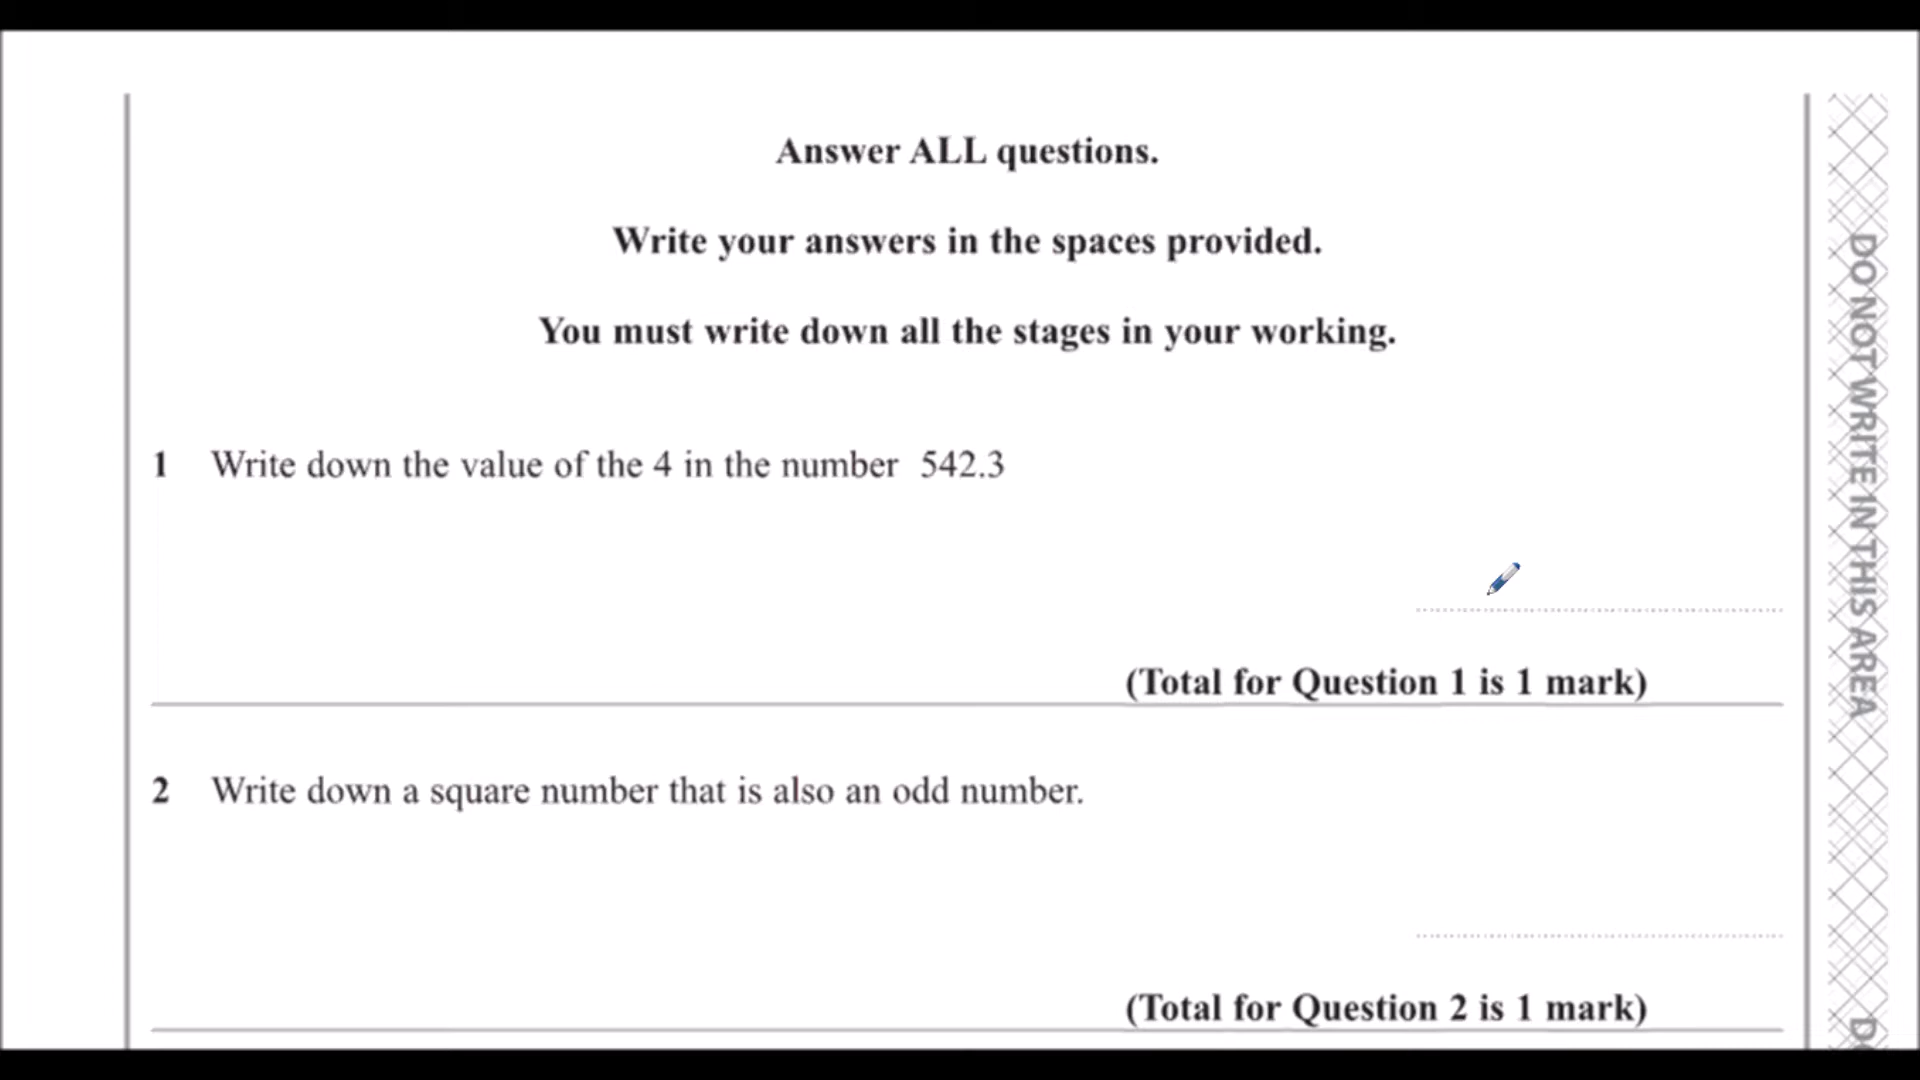 Answer ALL questions.
Write your answers in the spaces provided.
You must write down all the stages in your working.
1 Write down the value of the 4 in the number 542.3
(Total for Question 1 is 1 mark)
2 Write down a square number that is also an odd number.
(Total for Question 2 is 1 mark)
DO NOT WRITE IN THIS AREA